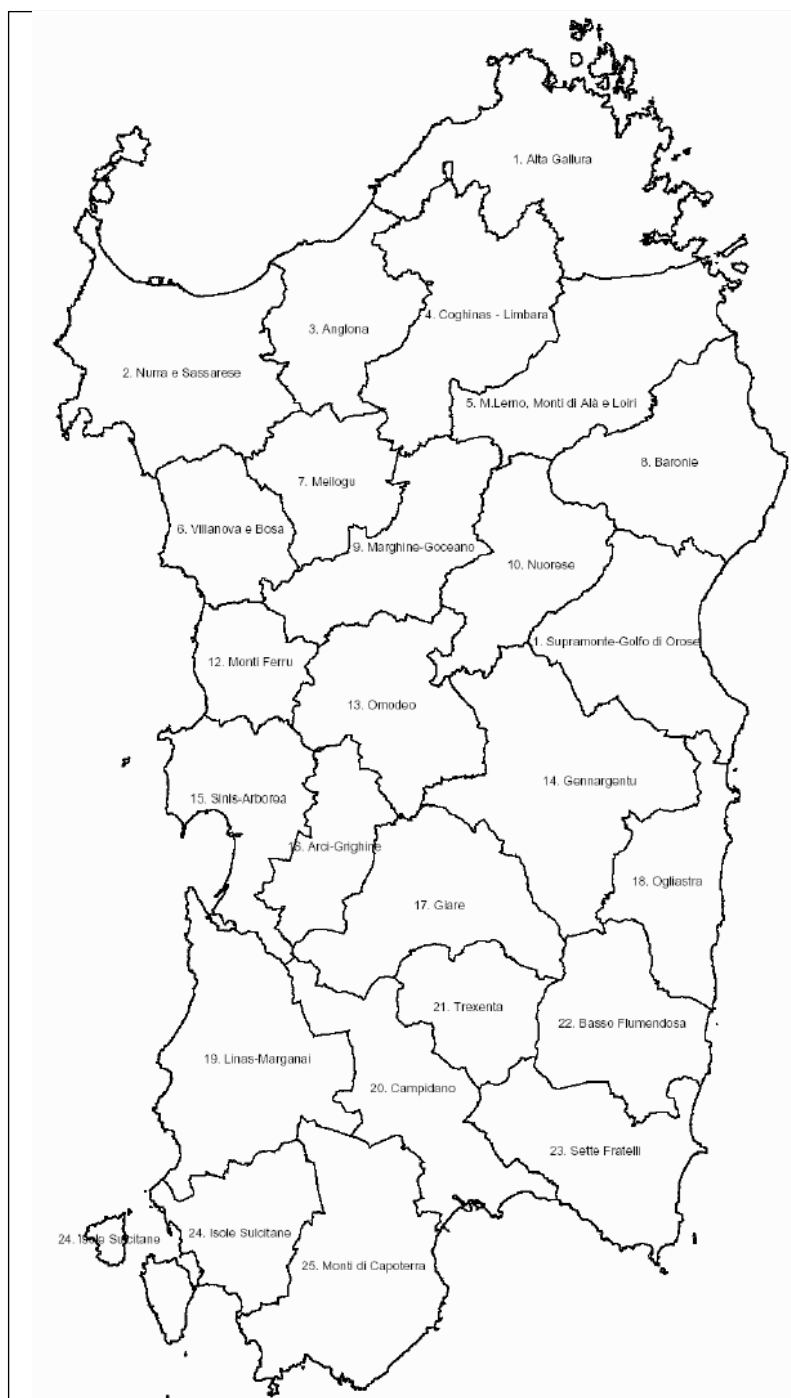 1. Alta Gallura
3. Anglona
4. Coghinas - Limbara
2. Nurra e Sassarese
5. M.Lerno, Monti di Alà e Loiri
8. Baronie
7. Meilogu
6. Villanova e Bosa
9. Marghine-Goceano
10. Nuorese
1. Supramonte-Golfo di Orose
12. Monti Ferru
13. Omodeo
14. Gennargentu
15. Sinis-Arborea
16. Arci-Grighine
18. Ogliastra
17. Giare
21. Trexenta
22. Basso Flumendosa
19. Linas-Marganai
20. Campidano
23. Sette Fratelli
24. Isole Sulcitane
24. Isole Sulcitane
25. Monti di Capoterra